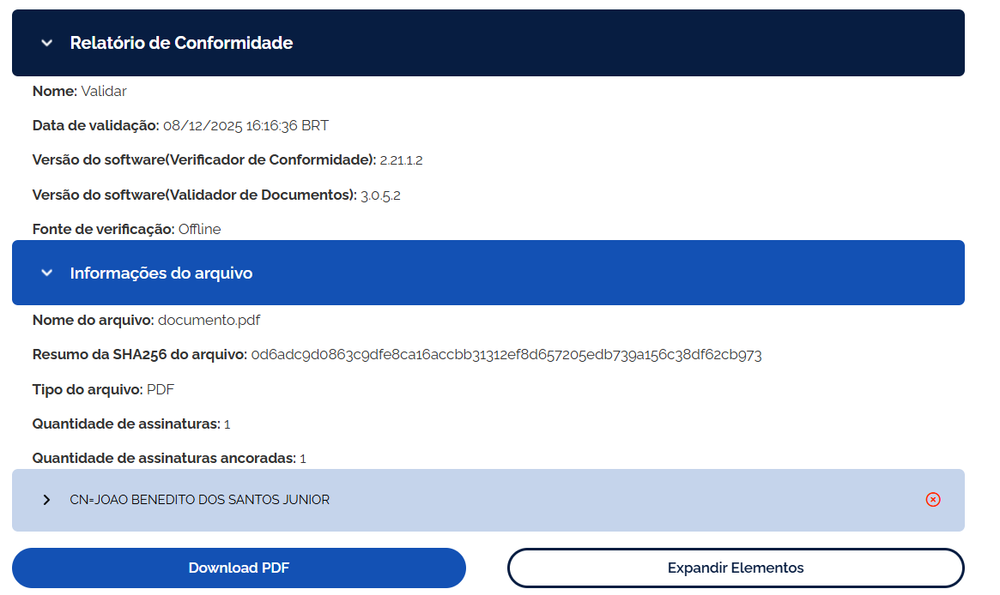 Relatório de Conformidade
Nome: Validar
Data de validação: 08/12/2025 16:16:36 BRT
Versão do software(Verificador de Conformidade): 2.21.1.2
Versão do software(Validador de Documentos): 3.0.5.2
Fonte de verificação: Offline
Informações do arquivo
Nome do arquivo: documento.pdf
Resumo da SHA256 do arquivo: 0d6adc9d0863c9dfe8ca16accbb31312ef8d657205edb739a156c38df62cb973
Tipo do arquivo: PDF
Quantidade de assinaturas: 1
Quantidade de assinaturas ancoradas: 1
CN=JOAO BENEDITO DOS SANTOS JUNIOR
Download PDF
Expandir Elementos